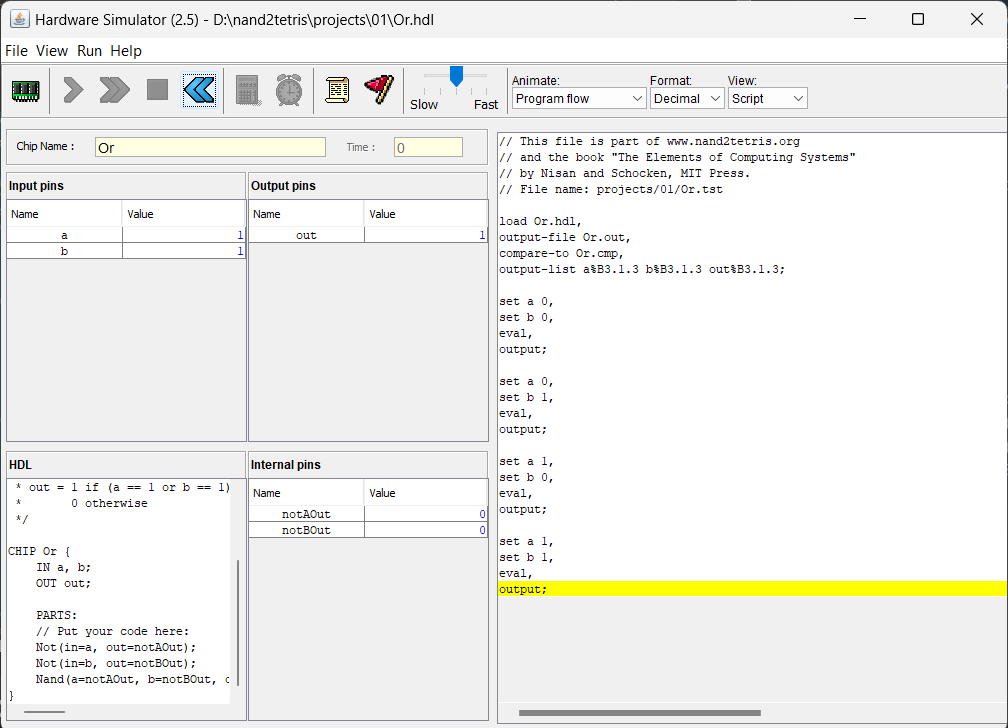 Hardware Simulator (2.5) - D:\nand2tetris\projects\01\Or.hdl
File View Run Help
Slow Fast
Animate: Format: View:
Program flow Decimal Script
Chip Name : Or Time : 0
Input pins
Name Value
a 1
b 1
Output pins
Name Value
out 1
HDL
* out = 1 if (a == 1 or b == 1)
* 0 otherwise
*/
CHIP Or {
IN a, b;
OUT out;
PARTS:
// Put your code here:
Not(in=a, out=notAOut);
Not(in=b, out=notBOut);
Nand(a=notAOut, b=notBOut,
}
Internal pins
Name Value
notAOut 0
notBOut 0
// This file is part of www.nand2tetris.org
// and the book "The Elements of Computing Systems"
// by Nisan and Schocken, MIT Press.
// File name: projects/01/Or.tst
load Or.hdl,
output-file Or.out,
compare-to Or.cmp,
output-list a%B3.1.3 b%B3.1.3 out%B3.1.3;
set a 0,
set b 0,
eval,
output;
set a 0,
set b 1,
eval,
output;
set a 1,
set b 0,
eval,
output;
set a 1,
set b 1,
eval,
output;